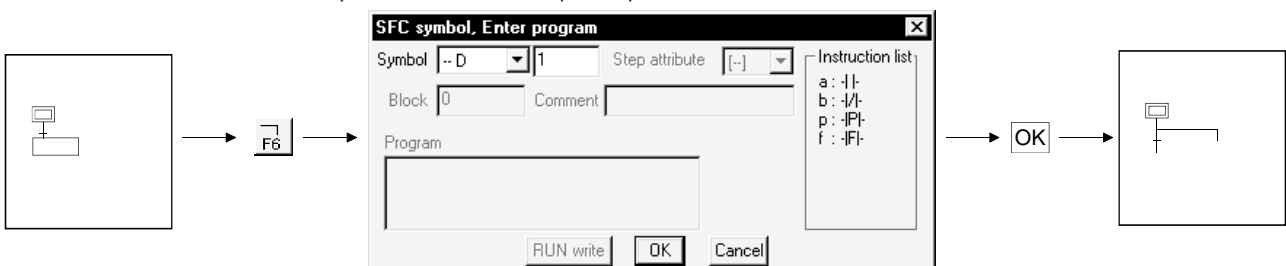 SFC symbol, Enter program
Symbol -- D 1 Step attribute [--]
Block 0 Comment
Program
Instruction list
a : -| |-
b : -|/|-
p : -|P|-
f : -|F|-
F6
OK
RUN write OK Cancel